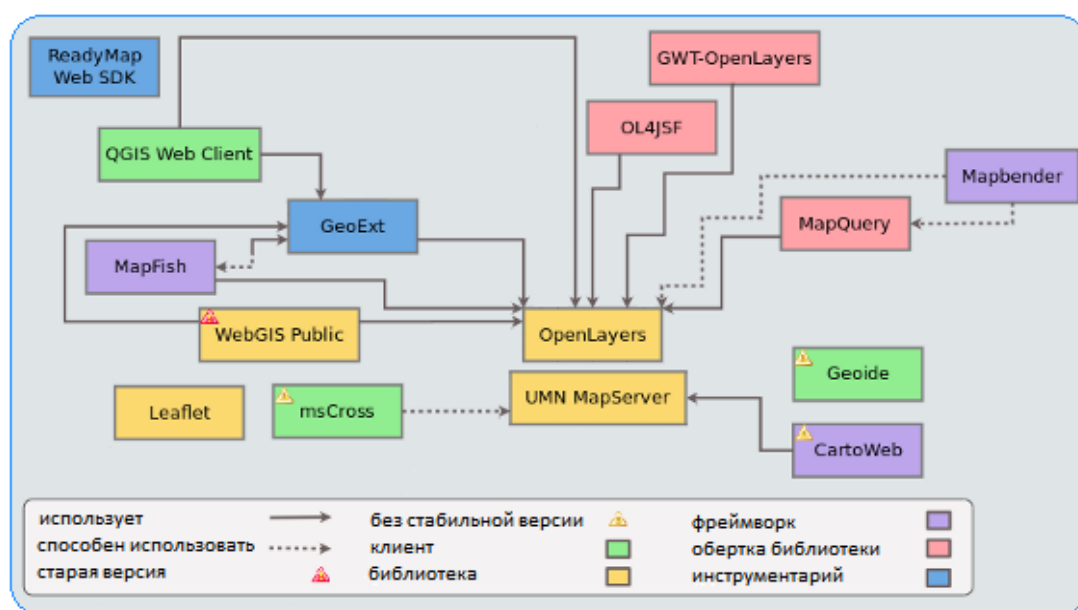 ReadyMap
Web SDK
GWT-OpenLayers
OL4JSF
QGIS Web Client
Mapbender
GeoExt
MapQuery
MapFish
WebGIS Public
OpenLayers
Geoide
UMN MapServer
Leaflet
msCross
CartoWeb
использует
без стабильной версии
фреймворк
способен использовать
клиент
обертка библиотеки
старая версия
библиотека
инструментарий